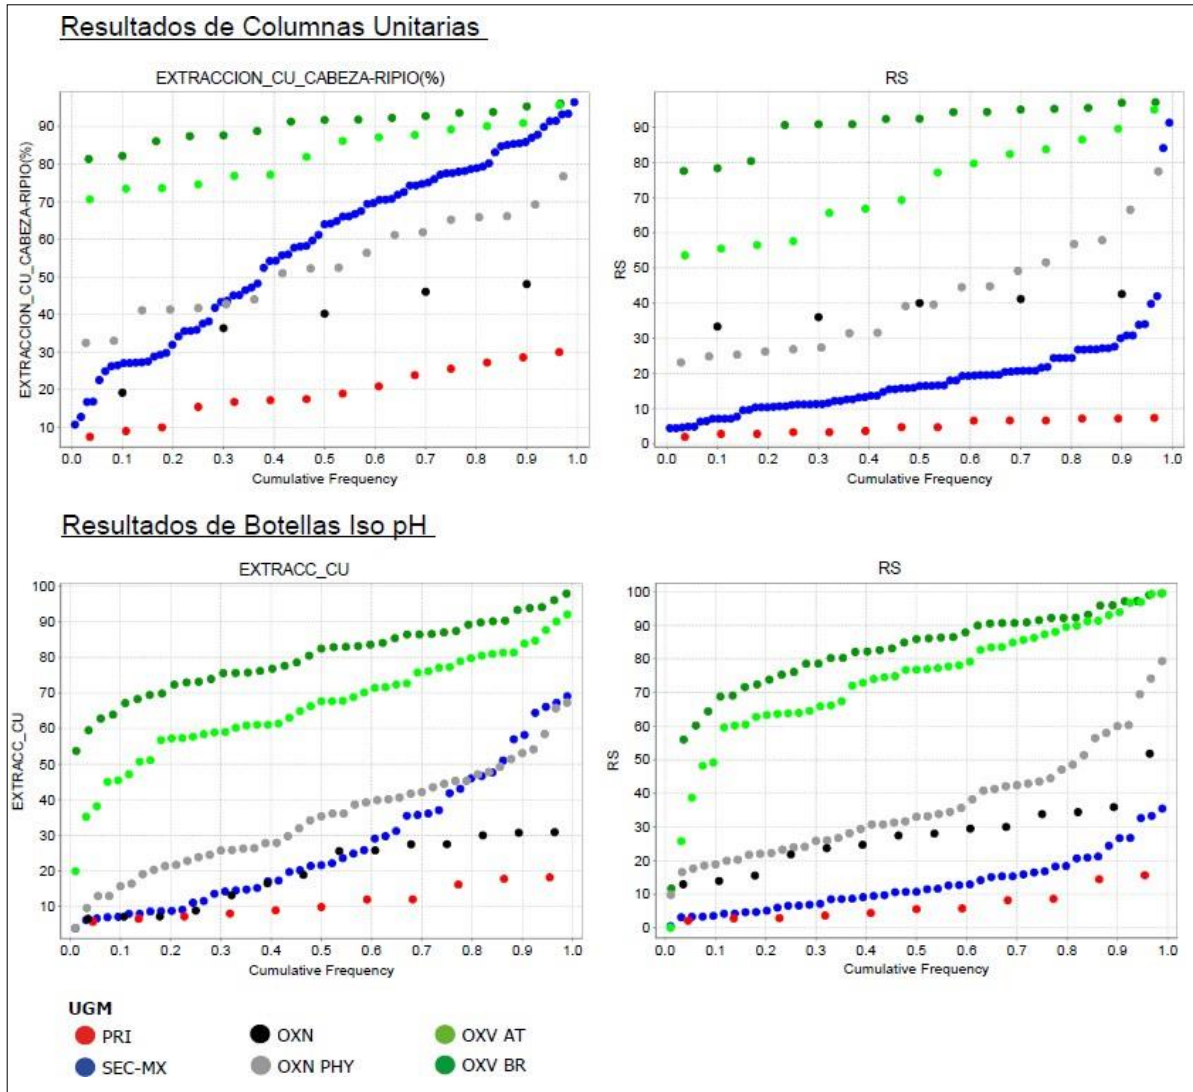 Resultados de Columnas Unitarias
EXTRACCION_CU_CABEZA-RIPIO(%)
EXTRACCION_CU_CABEZA-RIPIO(%)
90
80
70
60
50
40
30
20
10
0.0 0.1 0.2 0.3 0.4 0.5 0.6 0.7 0.8 0.9 1.0
Cumulative Frequency
RS
RS
90
80
70
60
50
40
30
20
10
0
0.0 0.1 0.2 0.3 0.4 0.5 0.6 0.7 0.8 0.9 1.0
Cumulative Frequency
Resultados de Botellas Iso pH
EXTRACC_CU
EXTRACC_CU
100
90
80
70
60
50
40
30
20
10
0.0 0.1 0.2 0.3 0.4 0.5 0.6 0.7 0.8 0.9 1.0
Cumulative Frequency
RS
RS
100
90
80
70
60
50
40
30
20
10
0
0.0 0.1 0.2 0.3 0.4 0.5 0.6 0.7 0.8 0.9 1.0
Cumulative Frequency
UGM
PRI OXN OXV AT
SEC-MX OXN PHY OXV BR